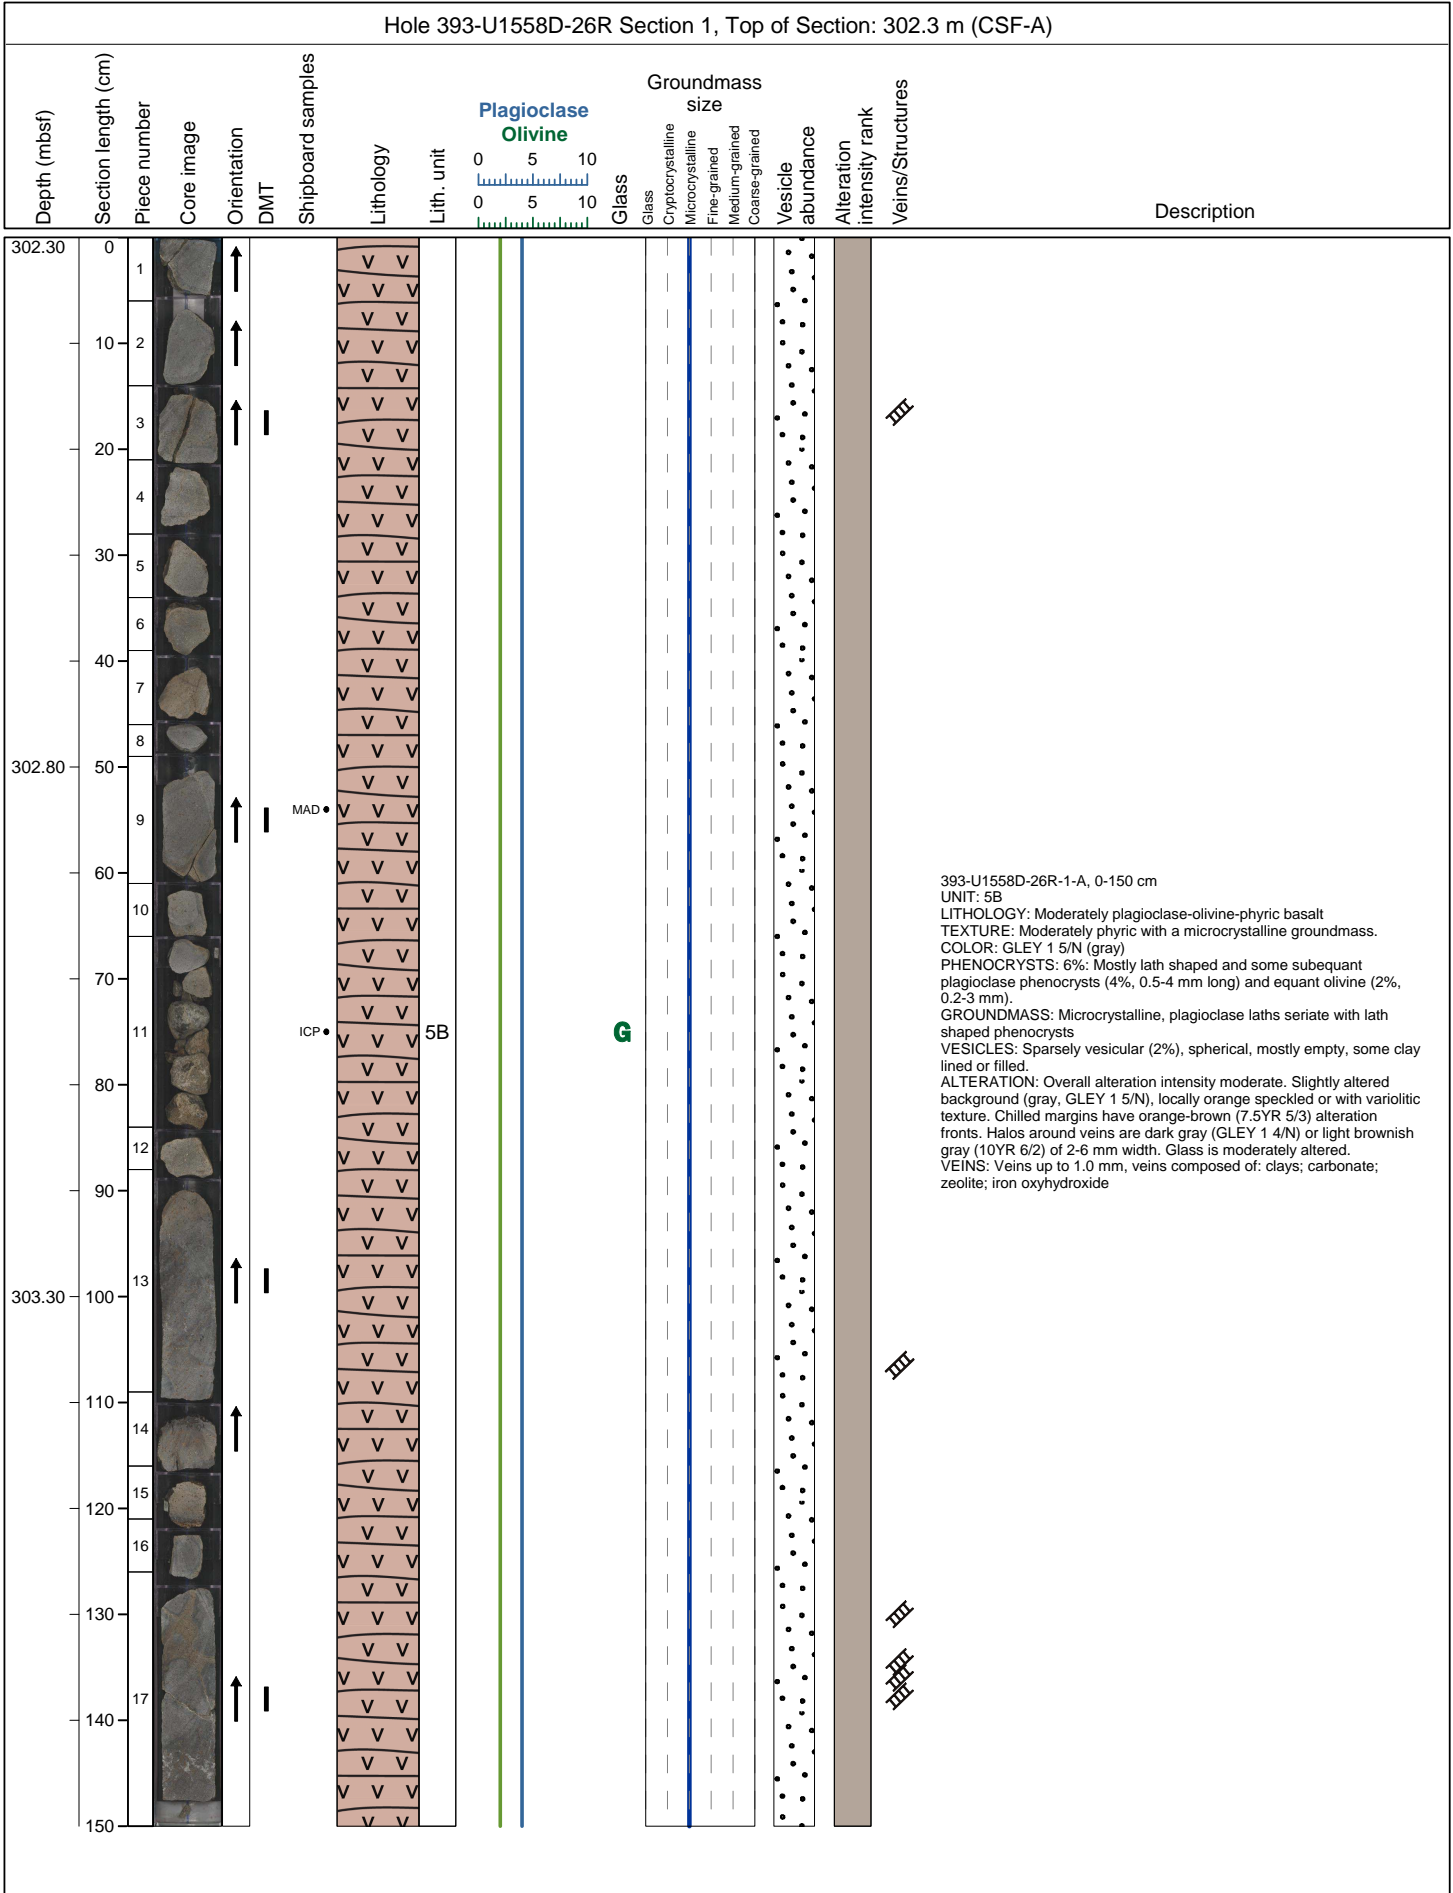 Hole 393-U1558D-26R Section 1, Top of Section: 302.3 m (CSF-A)
Depth (mbsf)
Section length (cm)
Piece number
Core image
Orientation
DMT
Shipboard samples
Lithology
Lith. unit
Plagioclase
Olivine
0 5 10
0 5 10
Glass
Groundmass
size
Glass
Cryptocrystalline
Microcrystalline
Fine-grained
Medium-grained
Coarse-grained
Vesicle
abundance
Alteration
intensity rank
Veins/Structures
Description
302.30
302.80
303.30
0
10
20
30
40
50
60
70
80
90
100
110
120
130
140
150
1
2
3
4
5
6
7
8
9
10
11
12
13
14
15
16
17
MAD
ICP
5B
G
393-U1558D-26R-1-A, 0-150 cm
UNIT: 5B
LITHOLOGY: Moderately plagioclase-olivine-phyric basalt
TEXTURE: Moderately phyric with a microcrystalline groundmass.
COLOR: GLEY 1 5/N (gray)
PHENOCRYSTS: 6%: Mostly lath shaped and some subequant
plagioclase phenocrysts (4%, 0.5-4 mm long) and equant olivine (2%,
0.2-3 mm).
GROUNDMASS: Microcrystalline, plagioclase laths seriate with lath
shaped phenocrysts
VESICLES: Sparsely vesicular (2%), spherical, mostly empty, some clay
lined or filled.
ALTERATION: Overall alteration intensity moderate. Slightly altered
background (gray, GLEY 1 5/N), locally orange speckled or with variolitic
texture. Chilled margins have orange-brown (7.5YR 5/3) alteration
fronts. Halos around veins are dark gray (GLEY 1 4/N) or light brownish
gray (10YR 6/2) of 2-6 mm width. Glass is moderately altered.
VEINS: Veins up to 1.0 mm, veins composed of: clays; carbonate;
zeolite; iron oxyhydroxide